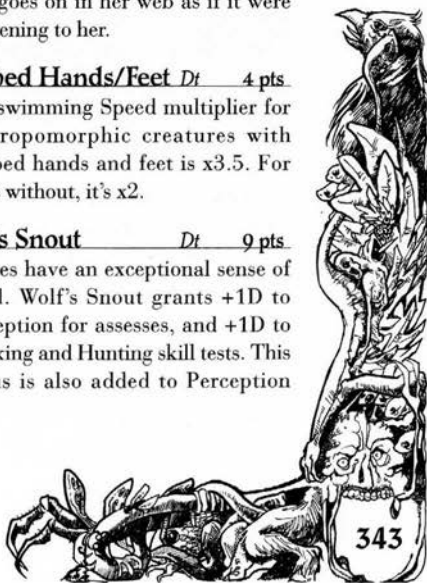 goes on in her web as if it were
ening to her.
bed Hands/Feet Dt 4 pts
swimming Speed multiplier for
ropomorphic creatures with
ped hands and feet is x3.5. For
without, it's x2.
s Snout Dt 9 pts
es have an exceptional sense of
l. Wolf's Snout grants +1D to
eption for assesses, and +1D to
king and Hunting skill tests. This
us is also added to Perception
343